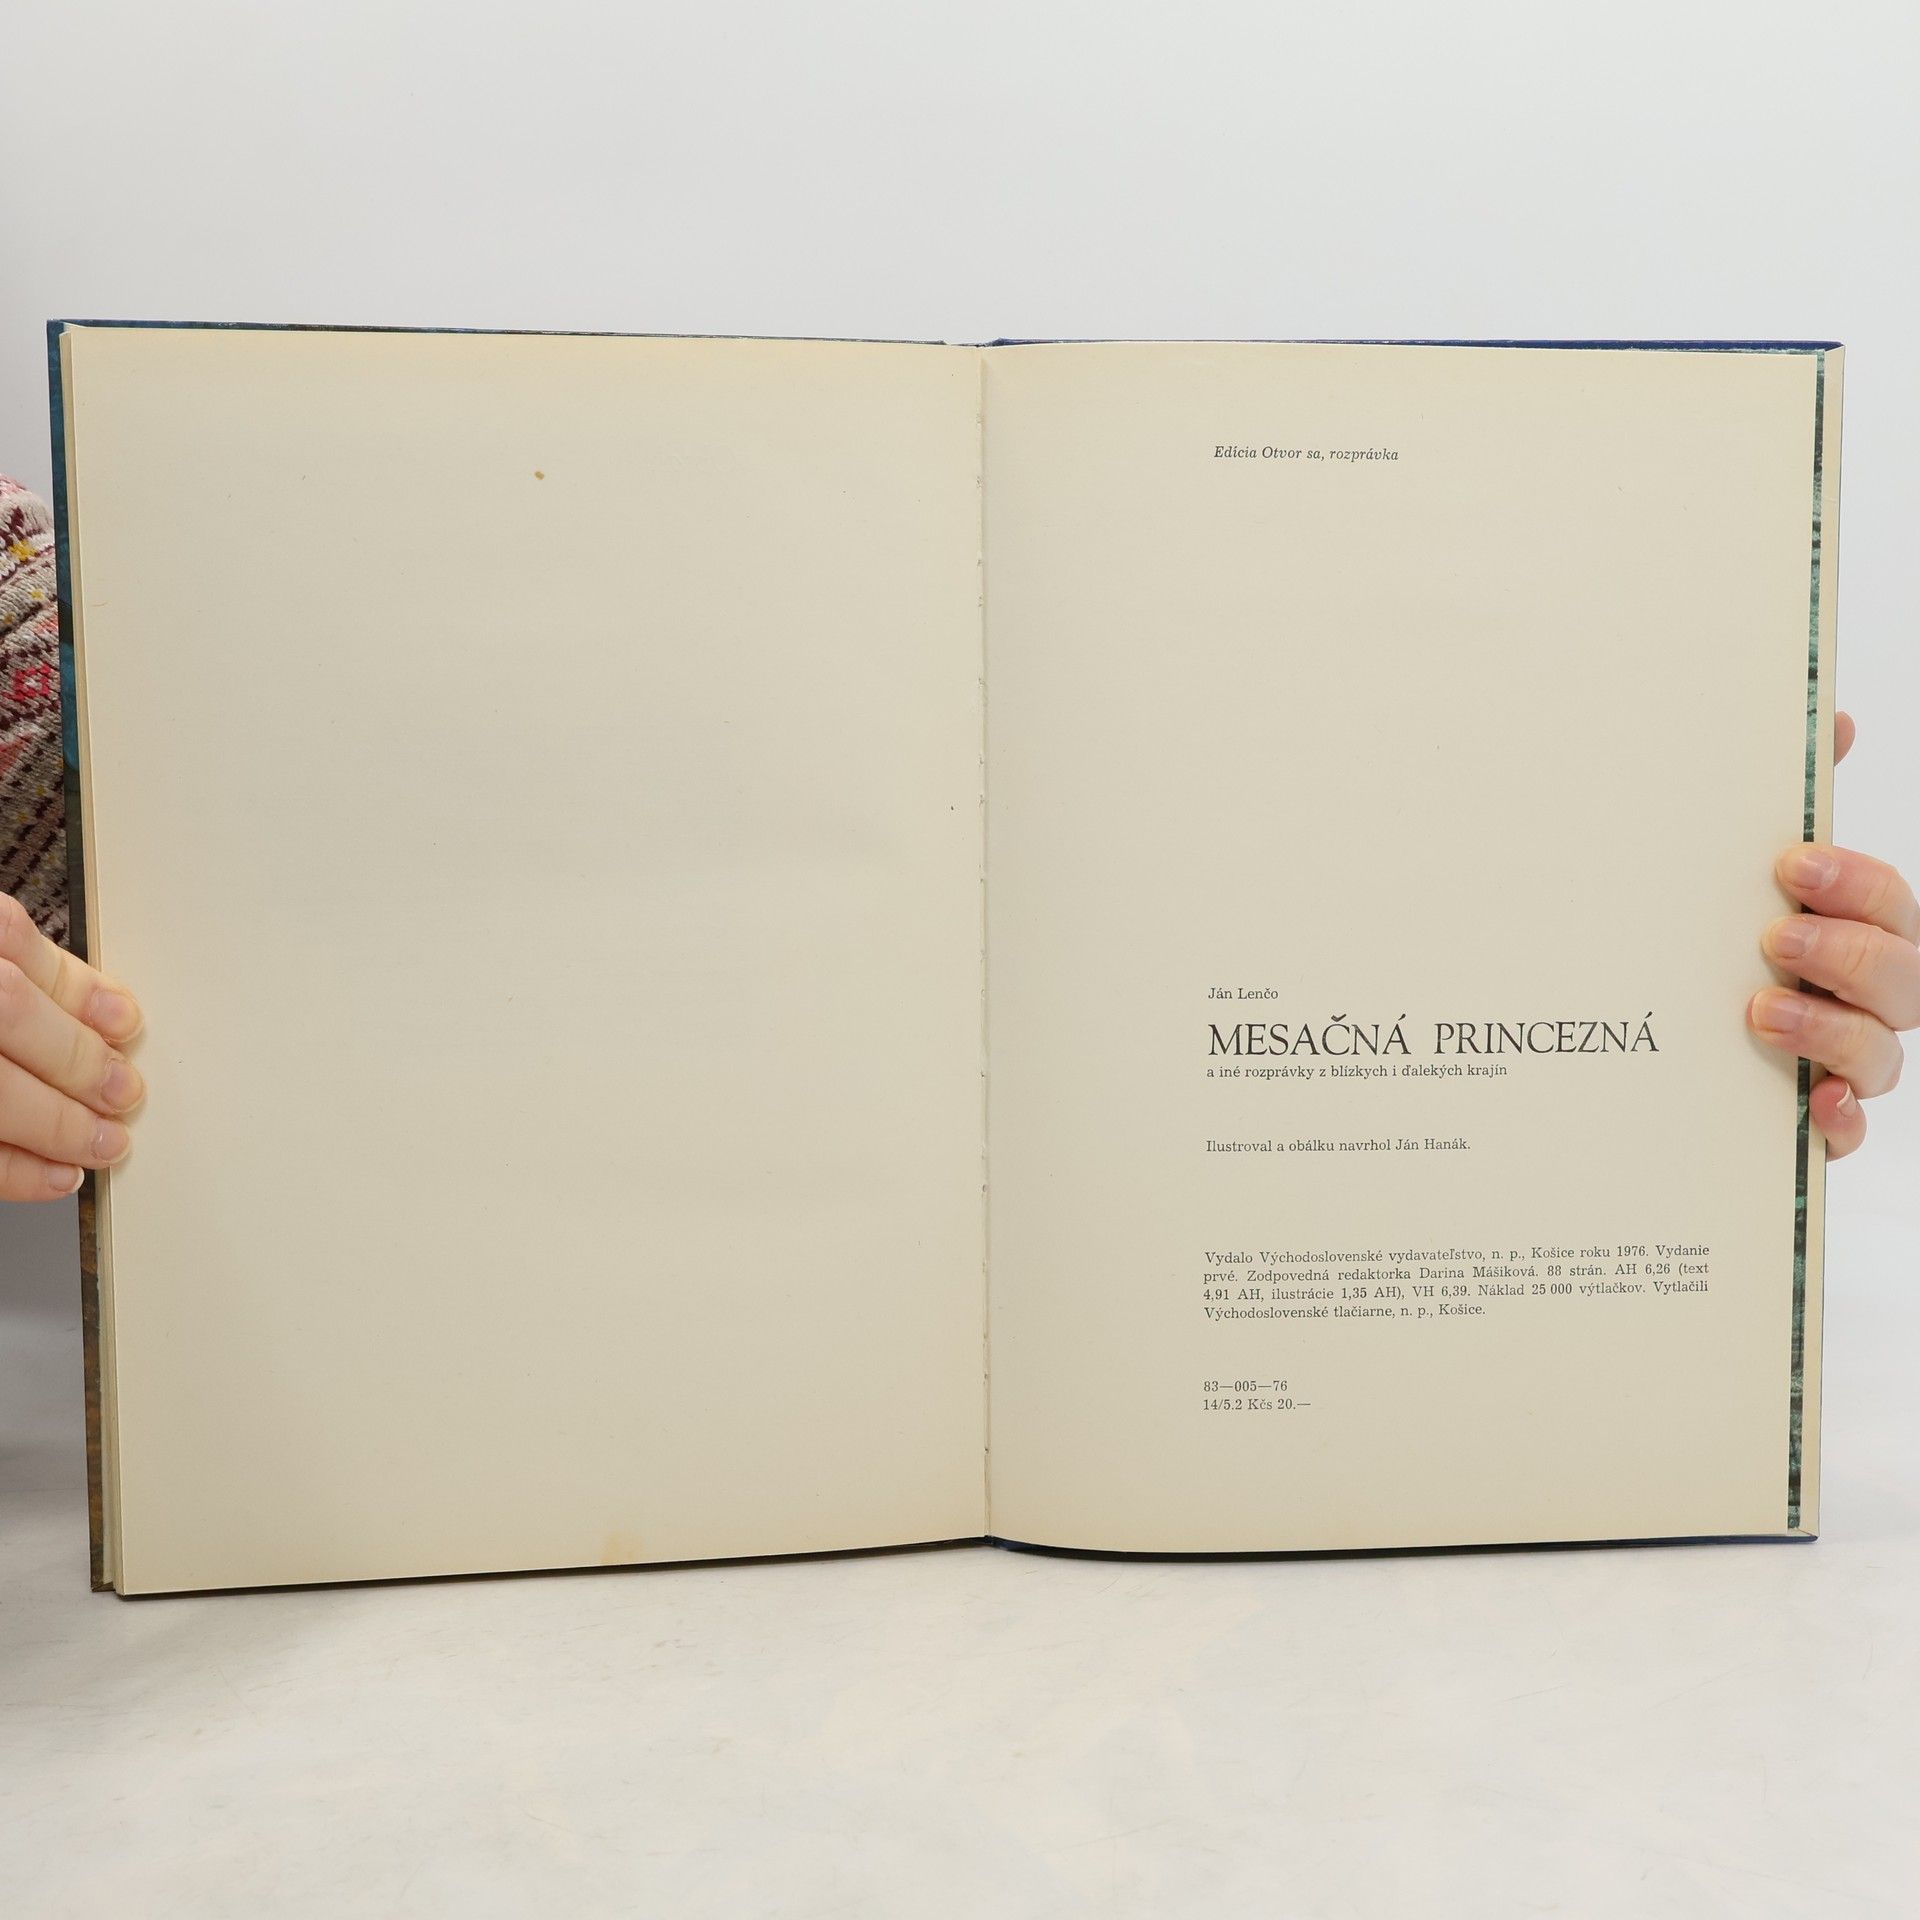 Edícia Otvor sa, rozprávka
Ján Lenčo
MESAČNÁ PRINCEZNÁ
a iné rozprávky z blízkych i ďalekých krajín
Ilustroval a obálku navrhol Ján Hanák.
Vydalo Východoslovenské vydavateľstvo, n. p., Košice roku 1976. Vydanie
prvé. Zodpovedná redaktorka Darina Mášiková. 88 strán. AH 6,26 (text
4,91 AH, ilustrácie 1,35 AH), VH 6,39. Náklad 25 000 výtlačkov. Vytlačili
Východoslovenské tlačiarne, n. p., Košice.
83—005—76
14/5.2 Kčs 20.—